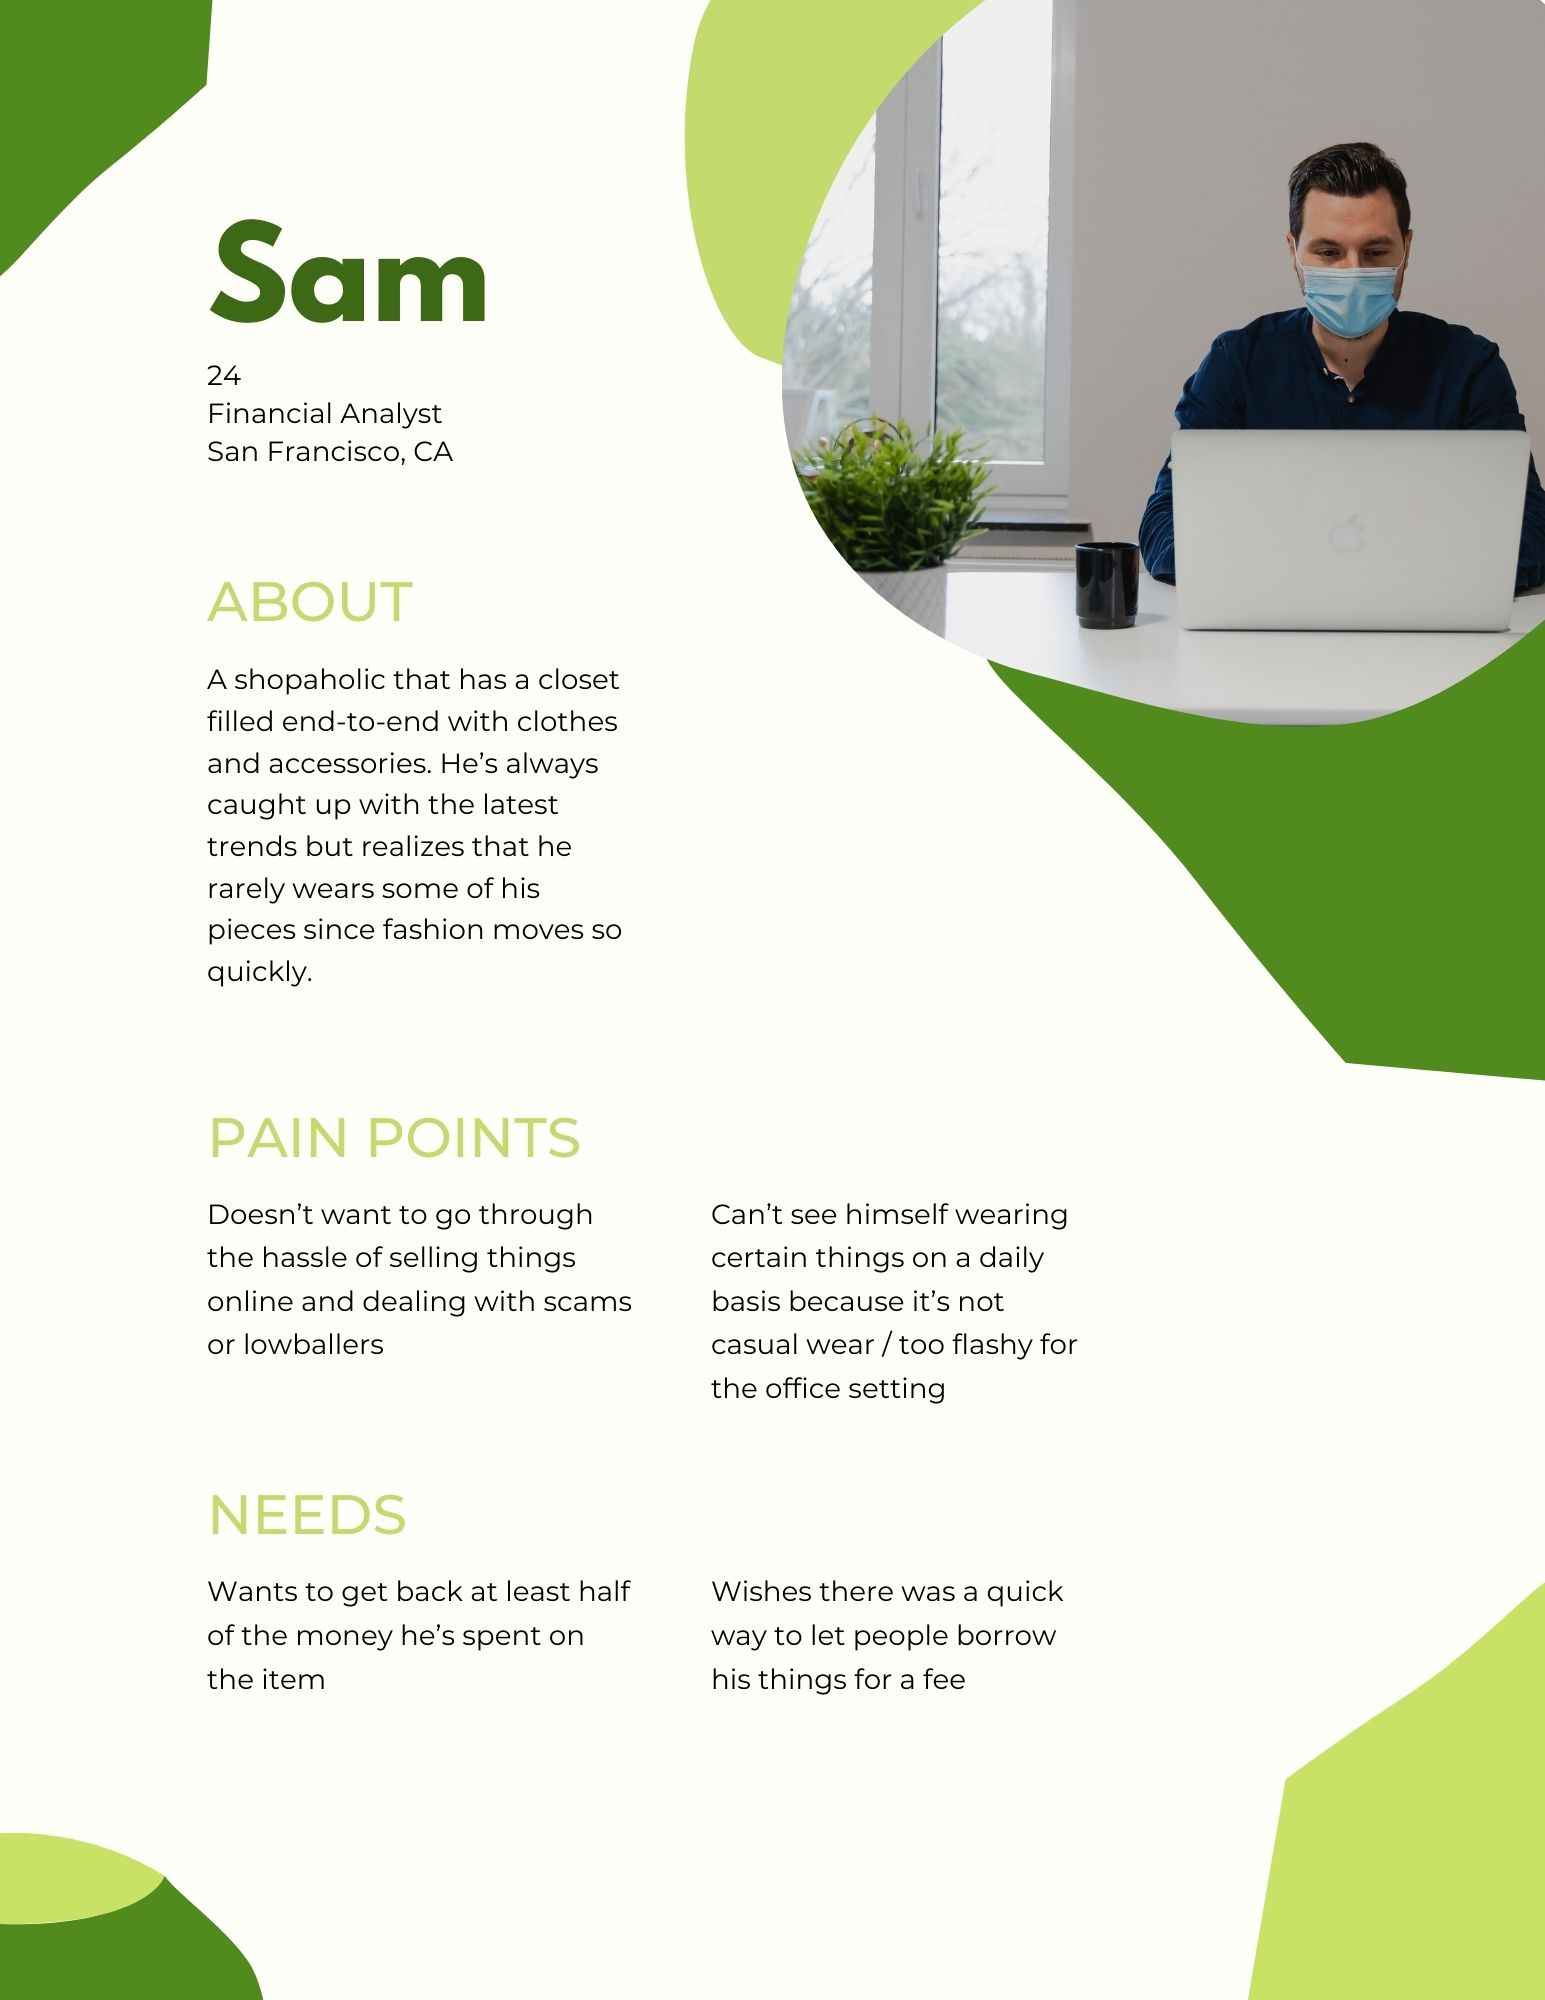 Sam
24
Financial Analyst
San Francisco, CA
ABOUT
A shopaholic that has a closet
filled end-to-end with clothes
and accessories. He’s always
caught up with the latest
trends but realizes that he
rarely wears some of his
pieces since fashion moves so
quickly.
PAIN POINTS
Doesn’t want to go through
the hassle of selling things
online and dealing with scams
or lowballers
Can’t see himself wearing
certain things on a daily
basis because it’s not
casual wear / too flashy for
the office setting
NEEDS
Wants to get back at least half
of the money he’s spent on
the item
Wishes there was a quick
way to let people borrow
his things for a fee